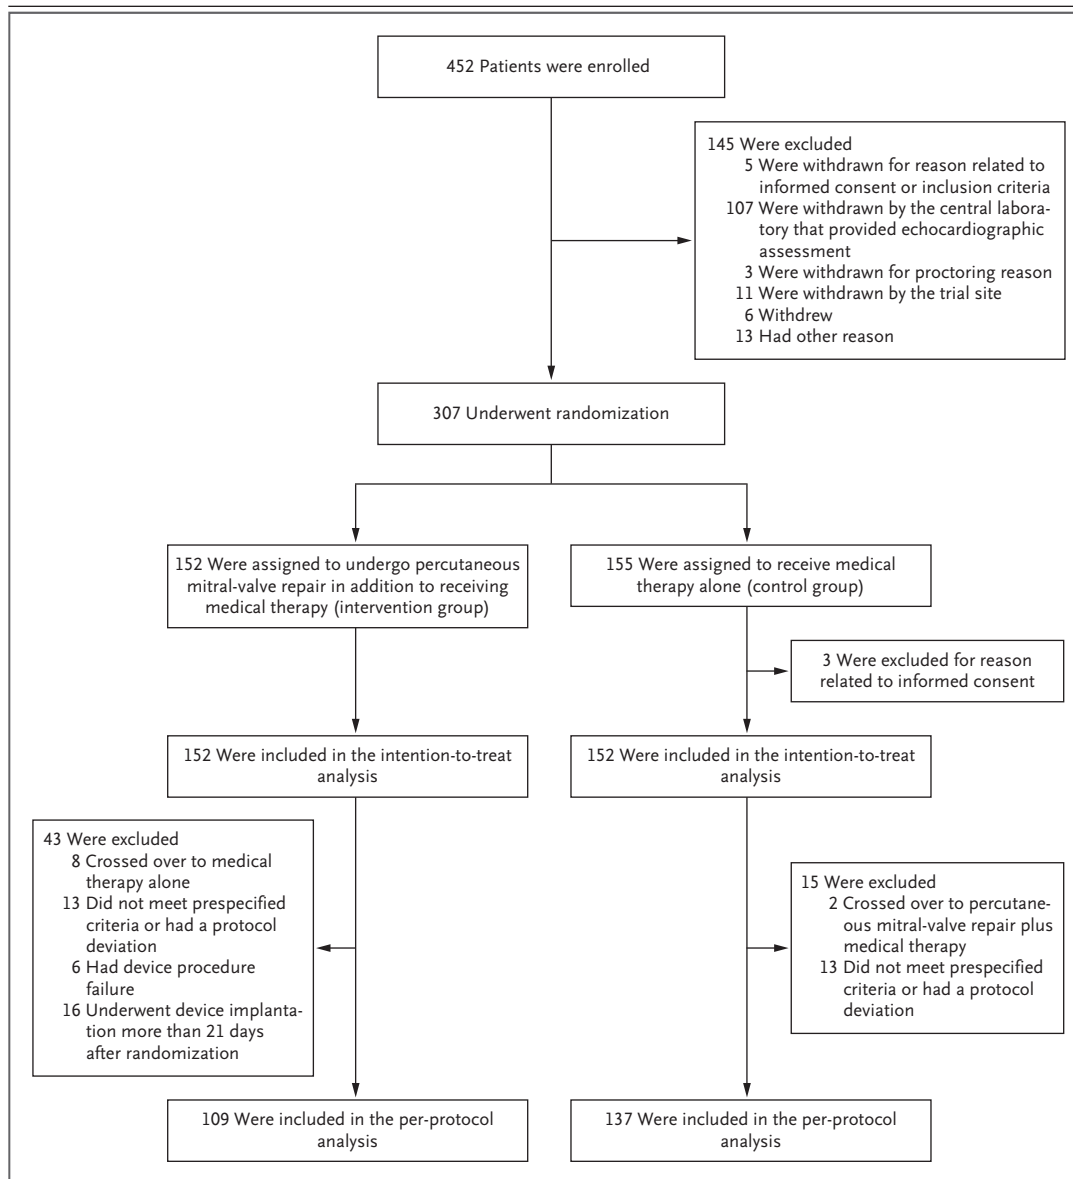 452 Patients were enrolled
145 Were excluded
5 Were withdrawn for reason related to
informed consent or inclusion criteria
107 Were withdrawn by the central labora-
tory that provided echocardiographic
assessment
3 Were withdrawn for proctoring reason
11 Were withdrawn by the trial site
6 Withdrew
13 Had other reason
307 Underwent randomization
152 Were assigned to undergo percutaneous
mitral-valve repair in addition to receiving
medical therapy (intervention group)
155 Were assigned to receive medical
therapy alone (control group)
3 Were excluded for reason
related to informed consent
152 Were included in the intention-to-treat
analysis
152 Were included in the intention-to-treat
analysis
43 Were excluded
8 Crossed over to medical
therapy alone
13 Did not meet prespecified
criteria or had a protocol
deviation
6 Had device procedure
failure
16 Underwent device implanta-
tion more than 21 days
after randomization
15 Were excluded
2 Crossed over to percutane-
ous mitral-valve repair plus
medical therapy
13 Did not meet prespecified
criteria or had a protocol
deviation
109 Were included in the per-protocol
analysis
137 Were included in the per-protocol
analysis